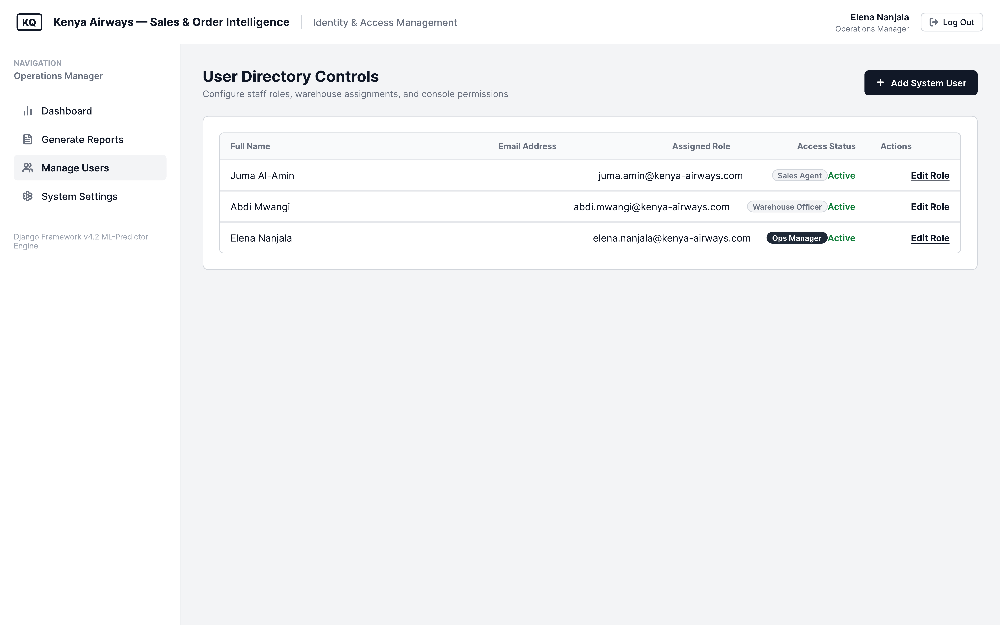 KQ Kenya Airways — Sales & Order Intelligence Identity & Access Management
Elena Nanjala
Operations Manager
Log Out
NAVIGATION
Operations Manager
Dashboard
Generate Reports
Manage Users
System Settings
Django Framework v4.2 ML-Predictor
Engine
User Directory Controls
Configure staff roles, warehouse assignments, and console permissions
+ Add System User
Full Name Email Address Assigned Role Access Status Actions
Juma Al-Amin juma.amin@kenya-airways.com Sales Agent Active Edit Role
Abdi Mwangi abdi.mwangi@kenya-airways.com Warehouse Officer Active Edit Role
Elena Nanjala elena.nanjala@kenya-airways.com Ops Manager Active Edit Role